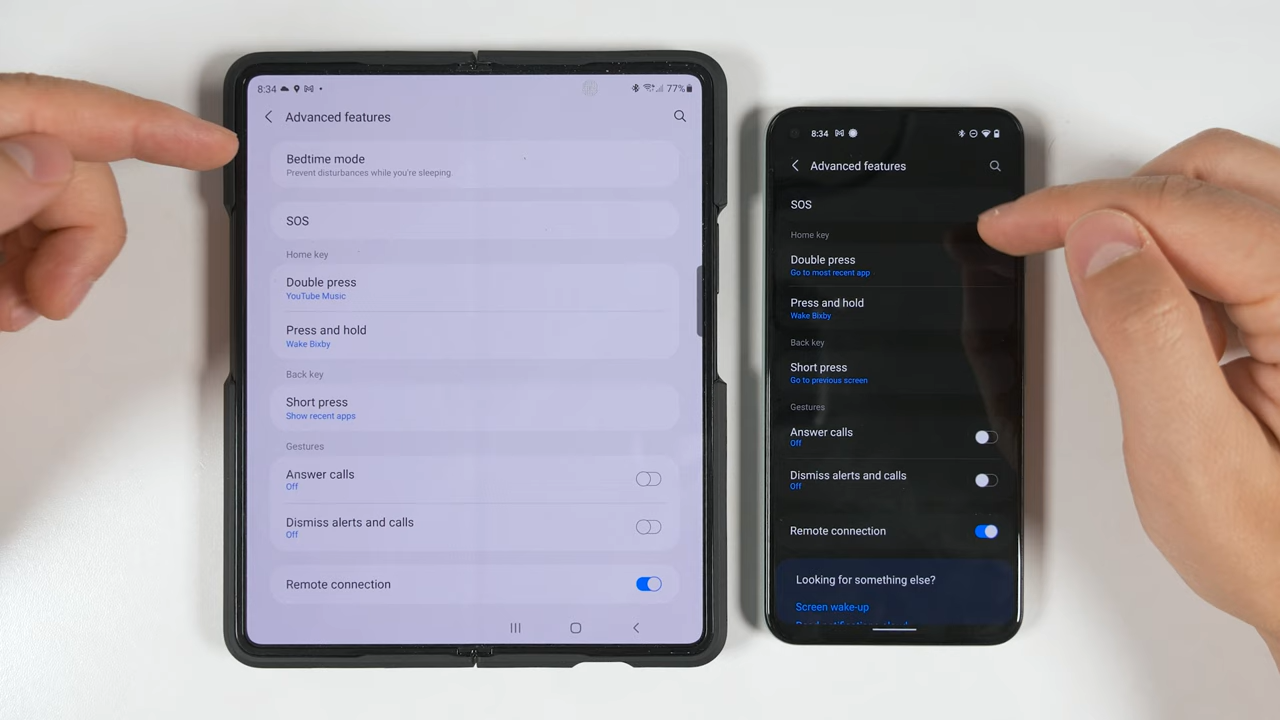 8:34
77%
Advanced features
Bedtime mode
Prevent disturbances while you're sleeping.
SOS
Home key
Double press
YouTube Music
Press and hold
Wake Bixby
Back key
Short press
Show recent apps
Gestures
Answer calls
Off
Dismiss alerts and calls
Off
Remote connection
8:34
Advanced features
SOS
Home key
Double press
Go to most recent app
Press and hold
Wake Bixby
Back key
Short press
Go to previous screen
Gestures
Answer calls
Off
Dismiss alerts and calls
Off
Remote connection
Looking for something else?
Screen wake-up